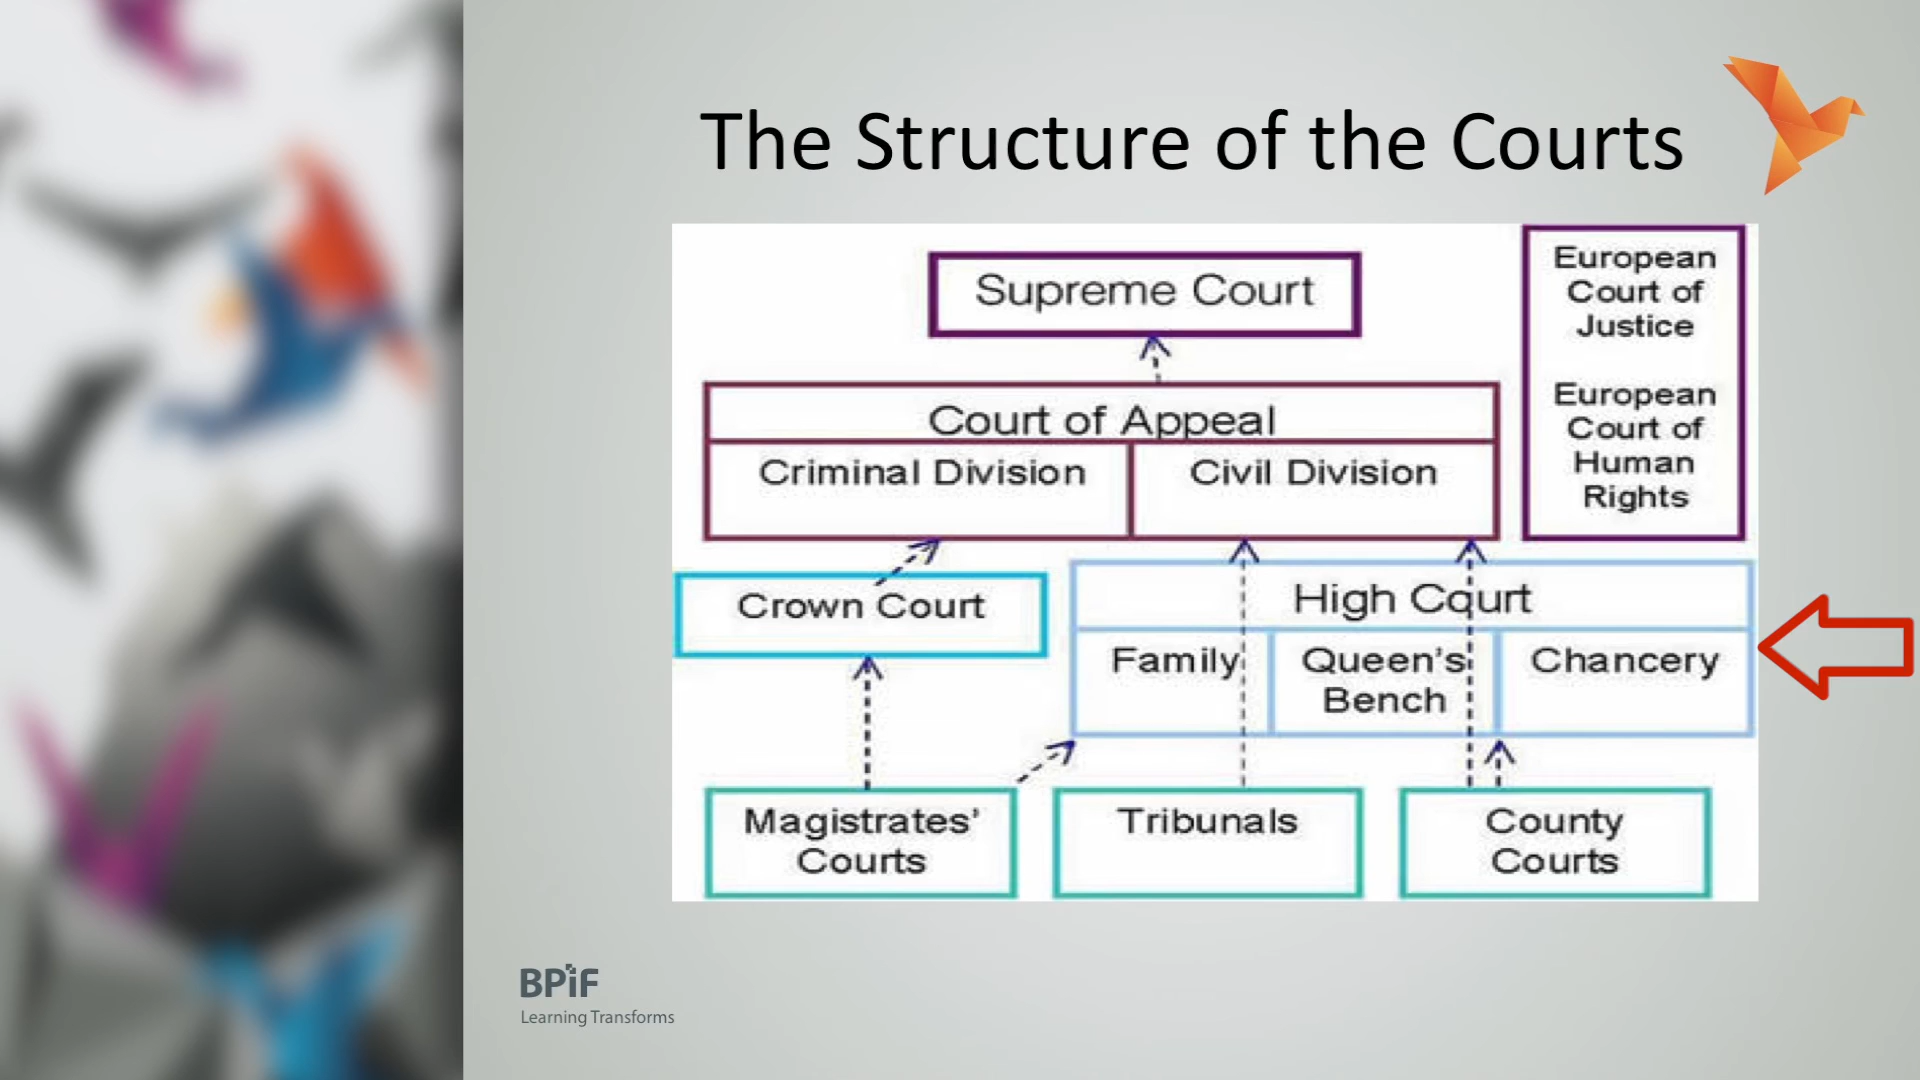 The Structure of the Courts
Supreme Court
European
Court of
Justice
European
Court of
Human
Rights
Court of Appeal
Criminal Division
Civil Division
Crown Court
High Court
Family
Queen's
Bench
Chancery
Magistrates'
Courts
Tribunals
County
Courts
BPiF
Learning Transforms